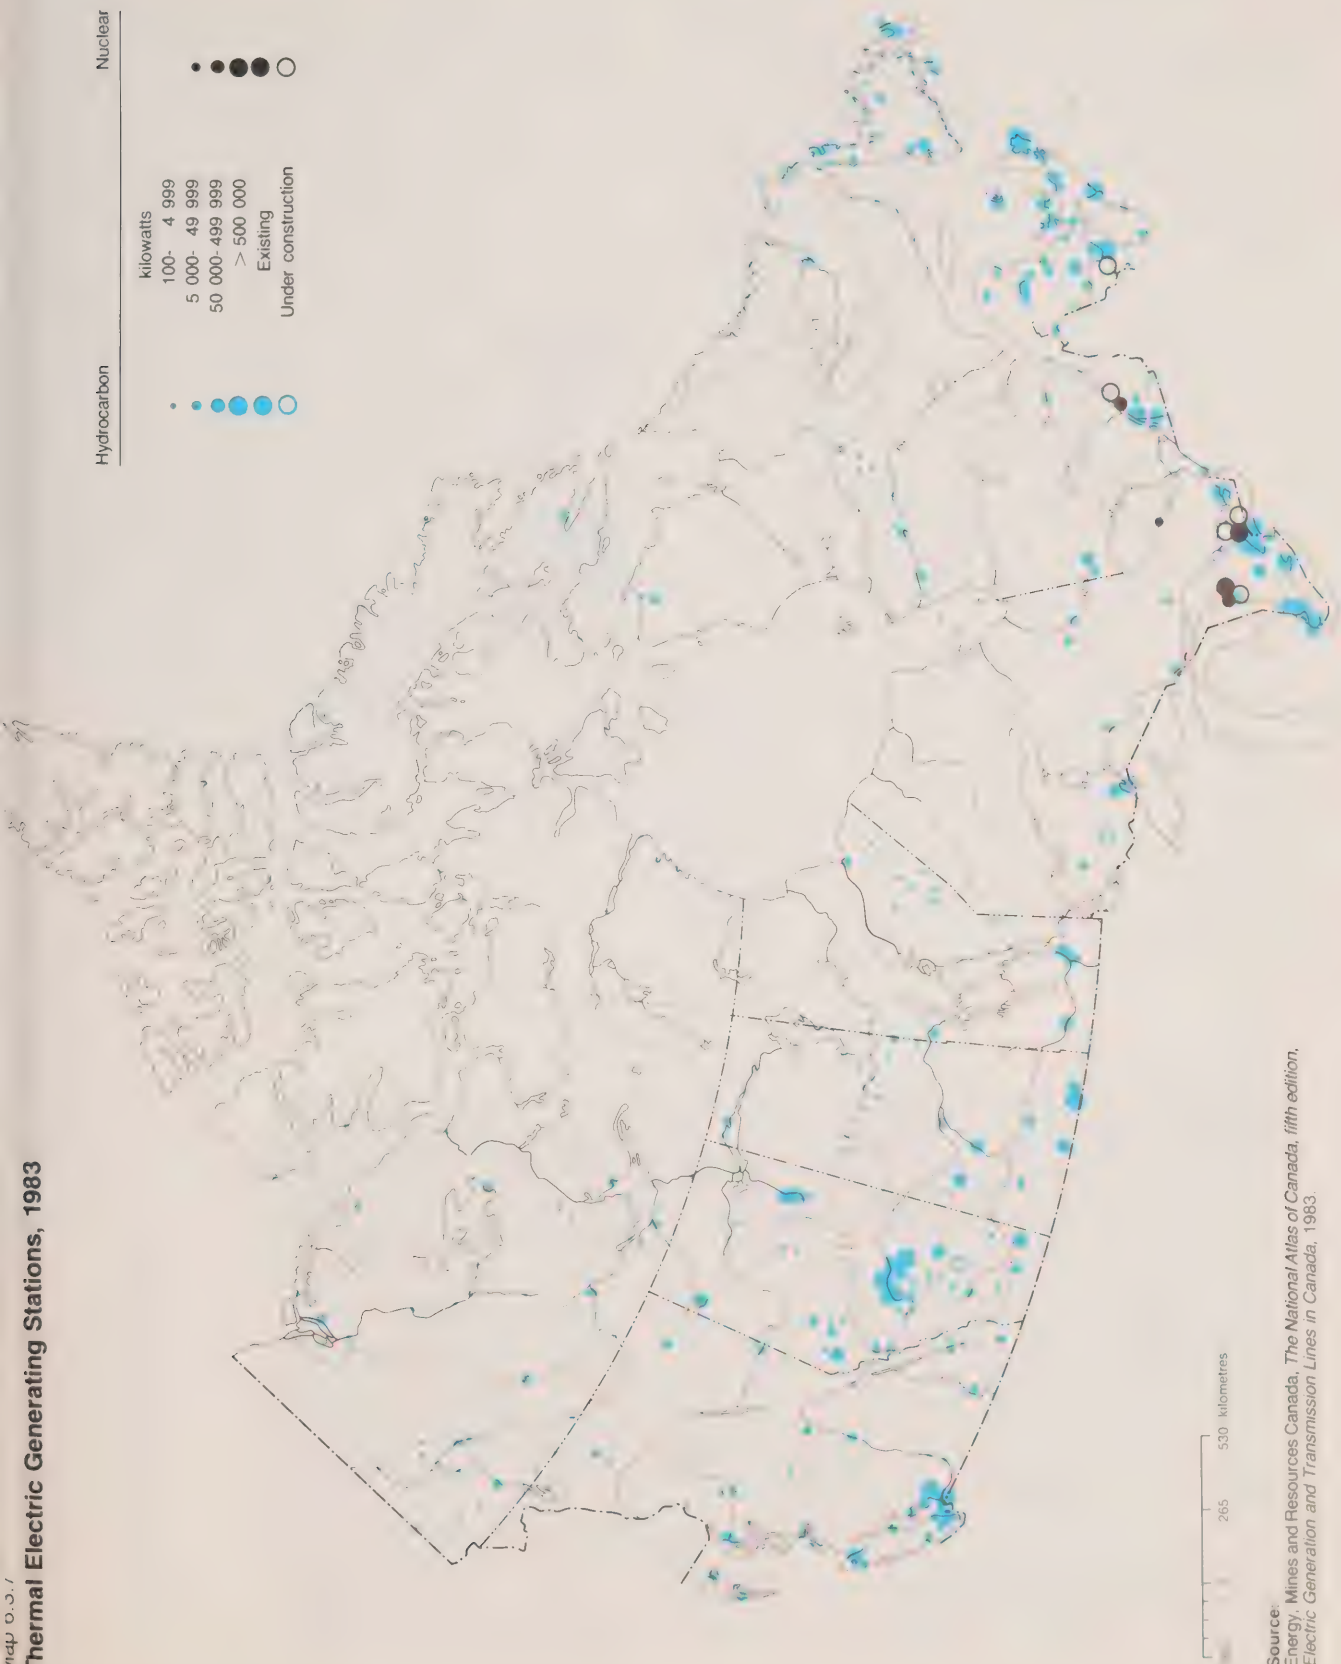 Thermal Electric Generating Stations, 1983
Hydrocarbon
Nuclear
kilowatts
100- 4 999
5 000- 49 999
50 000-499 999
> 500 000
Existing
Under construction
265 530 kilometres
Source:
Energy, Mines and Resources Canada, The National Atlas of Canada, fifth edition,
Electric Generation and Transmission Lines in Canada, 1983.